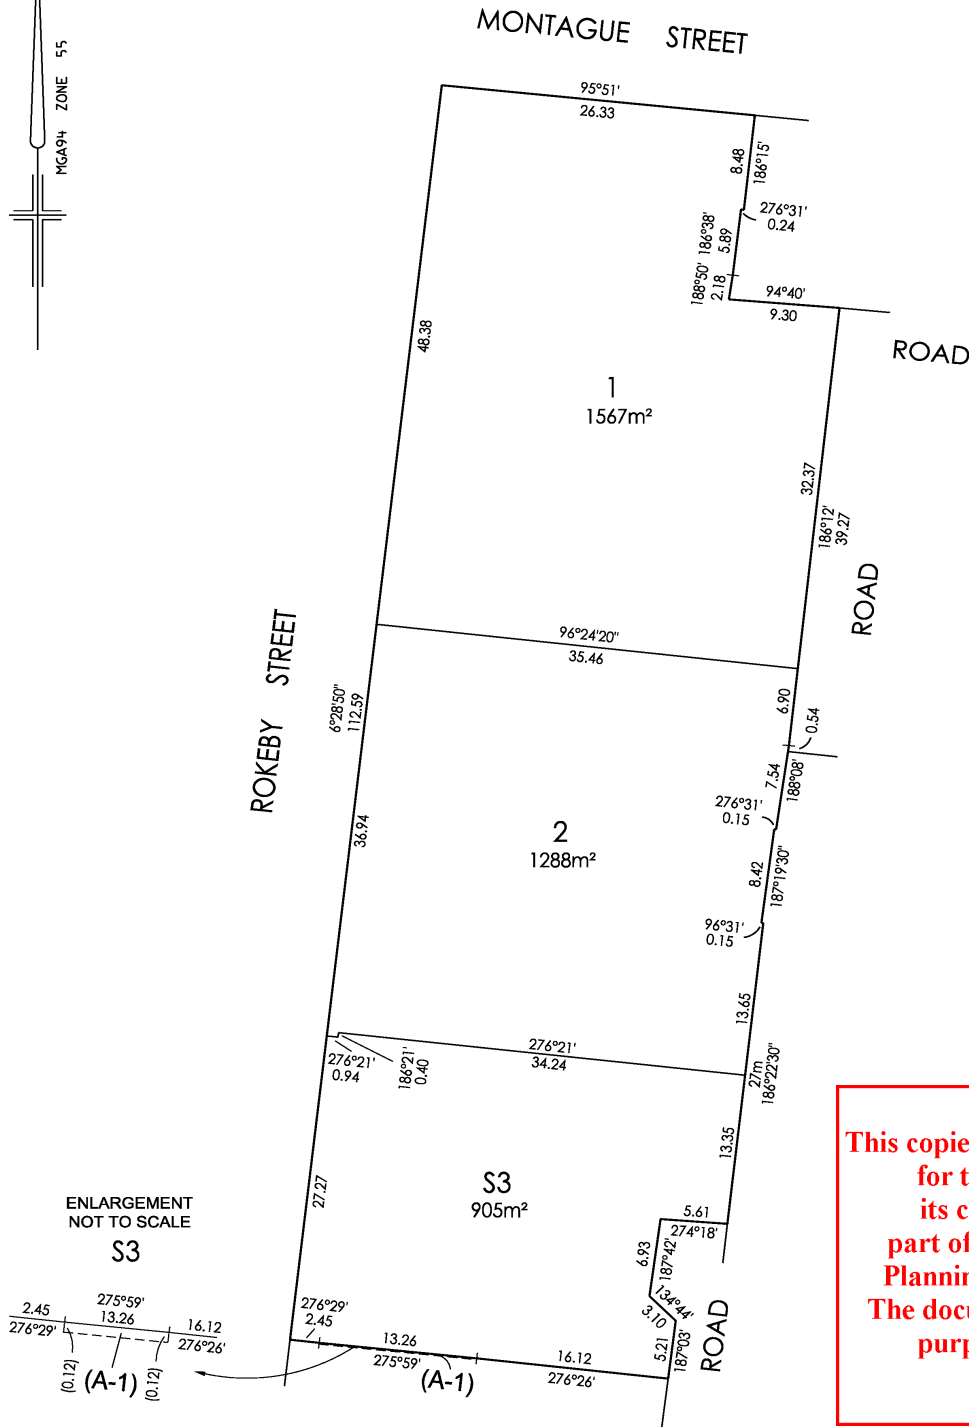 MONTAGUE STREET
MGA94 ZONE 55
95°51'
26.33
8.48
186°15'
276°31'
0.24
186°38'
5.89
188°50'
2.18
94°40'
9.30
ROAD
48.38
1
1567m²
32.37
186°12'
39.27
ROAD
96°24'20"
35.46
ROKEBY STREET
6°28'50"
112.59
6.90
0.54
7.54
188°08'
276°31'
0.15
2
1288m²
36.94
8.42
187°19'30"
96°31'
0.15
13.65
276°21'
34.24
276°21'
0.94
186°21'
0.40
27m
186°22'30"
13.35
S3
905m²
27.27
5.61
274°18'
6.93
187°42'
134°44'
3.10
5.21
187°03'
ROAD
276°29'
2.45
13.26
275°59'
(A-1)
16.12
276°26'
ENLARGEMENT
NOT TO SCALE
S3
2.45
276°29'
275°59'
13.26
16.12
276°26'
(0.12)
(A-1)
(0.12)
This copie
for t
its c
part of
Plannin
The docu
purp